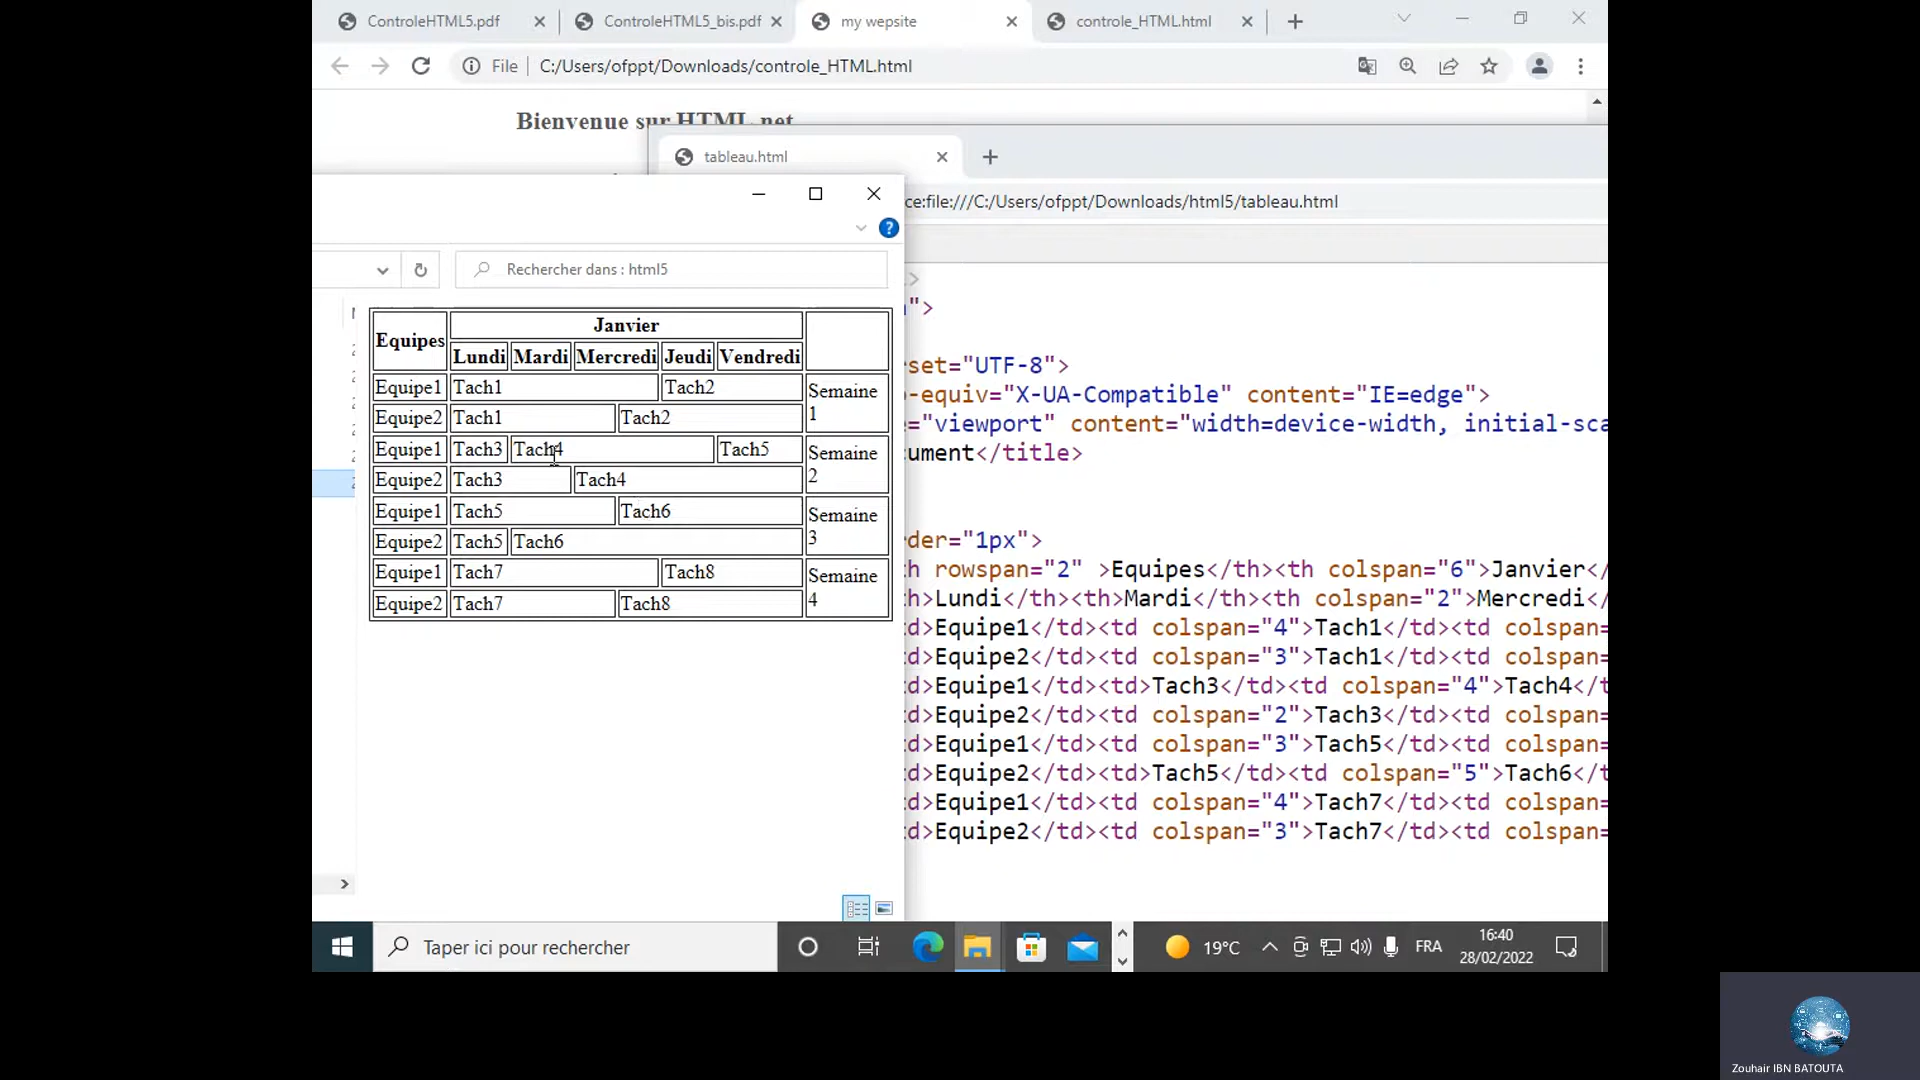 ControleHTML5.pdf
ControleHTML5_bis.pdf
my wepsite
controle_HTML.html
File
C:/Users/ofppt/Downloads/controle_HTML.html
Bienvenue sur HTML.net
tableau.html
ce:file:///C:/Users/ofppt/Downloads/html5/tableau.html
Rechercher dans : html5
Equipes Janvier
Lundi Mardi Mercredi Jeudi Vendredi
Equipe1 Tach1 Tach2 Semaine 1
Equipe2 Tach1 Tach2
Equipe1 Tach3 Tach4 Tach5 Semaine 2
Equipe2 Tach3 Tach4
Equipe1 Tach5 Tach6 Semaine 3
Equipe2 Tach5 Tach6
Equipe1 Tach7 Tach8 Semaine 4
Equipe2 Tach7 Tach8
">
rset="UTF-8">
p-equiv="X-UA-Compatible" content="IE=edge">
e="viewport" content="width=device-width, initial-sca
cument</title>
rder="1px">
h rowspan="2" >Equipes</th><th colspan="6">Janvier</
h>Lundi</th><th>Mardi</th><th colspan="2">Mercredi</
d>Equipe1</td><td colspan="4">Tach1</td><td colspan=
d>Equipe2</td><td colspan="3">Tach1</td><td colspan=
d>Equipe1</td><td>Tach3</td><td colspan="4">Tach4</t
d>Equipe2</td><td colspan="2">Tach3</td><td colspan=
d>Equipe1</td><td colspan="3">Tach5</td><td colspan=
d>Equipe2</td><td>Tach5</td><td colspan="5">Tach6</t
d>Equipe1</td><td colspan="4">Tach7</td><td colspan=
d>Equipe2</td><td colspan="3">Tach7</td><td colspan=
Taper ici pour rechercher
19°C
FRA
16:40
28/02/2022
Zouhair IBN BATOUTA